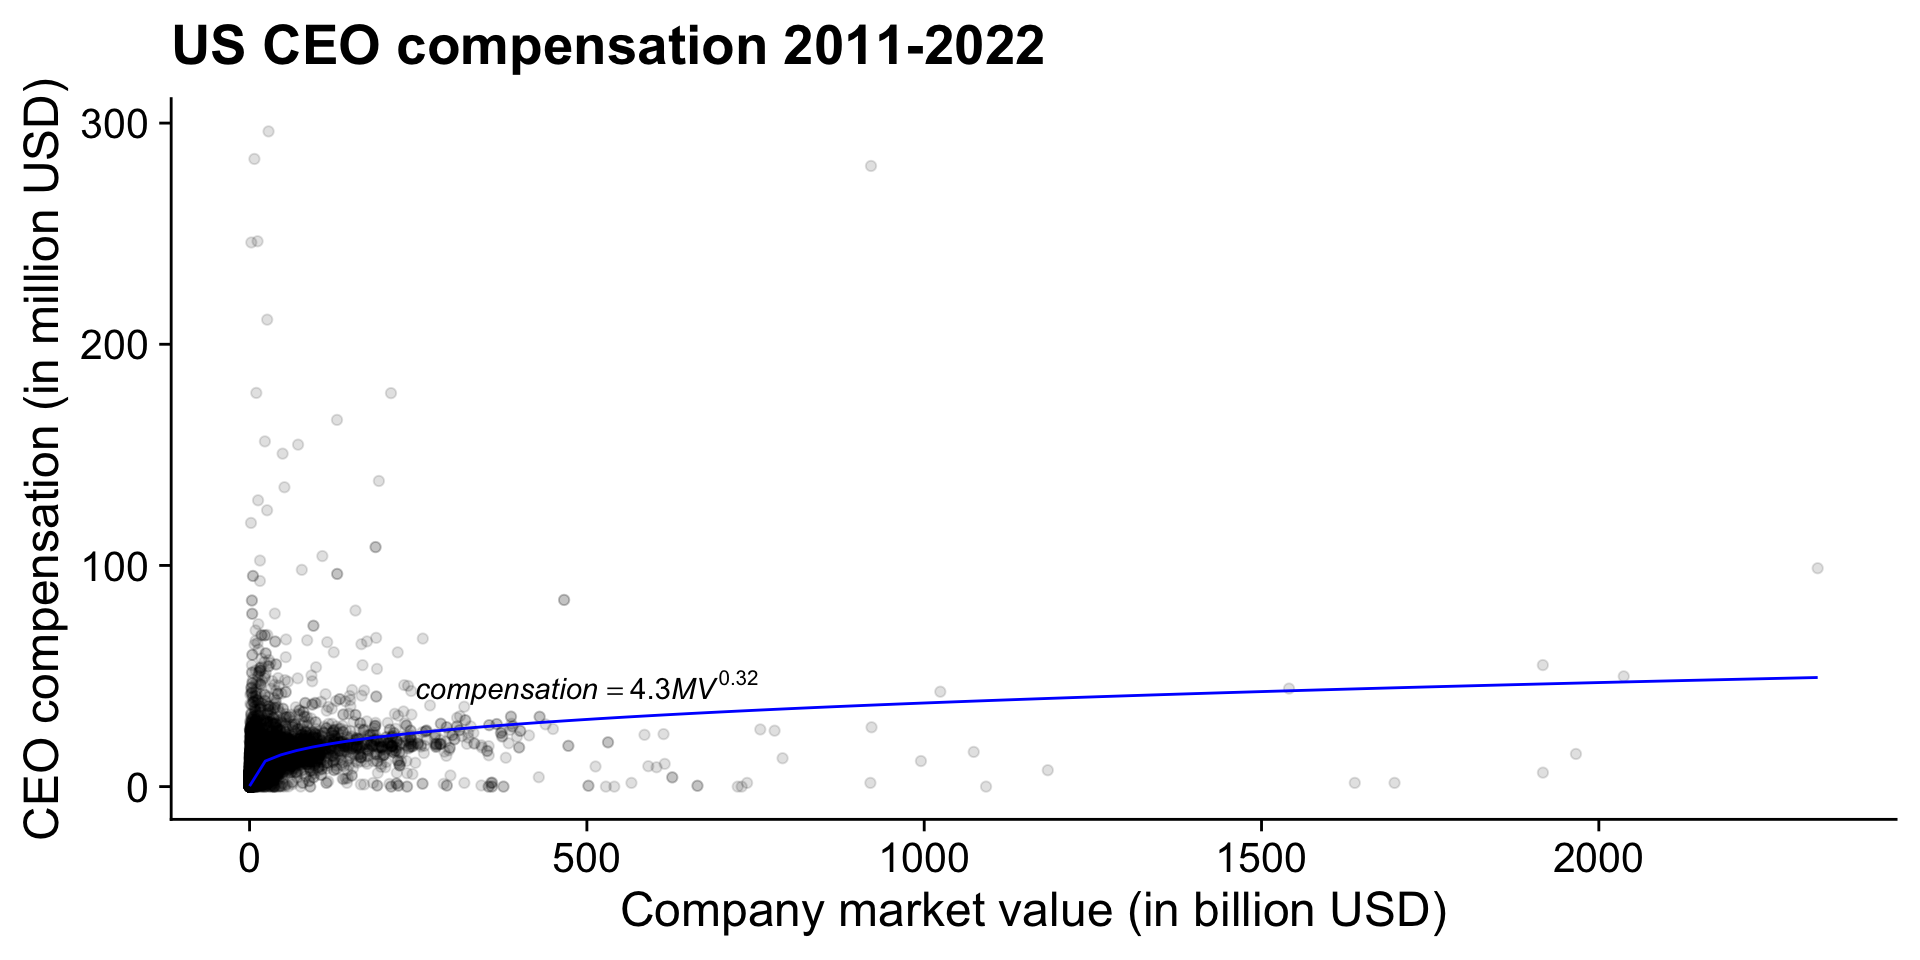 US CEO compensation 2011-2022
CEO compensation (in million USD)
300
200
100
0
compensation = 4.3MV^0.32
0 500 1000 1500 2000
Company market value (in billion USD)